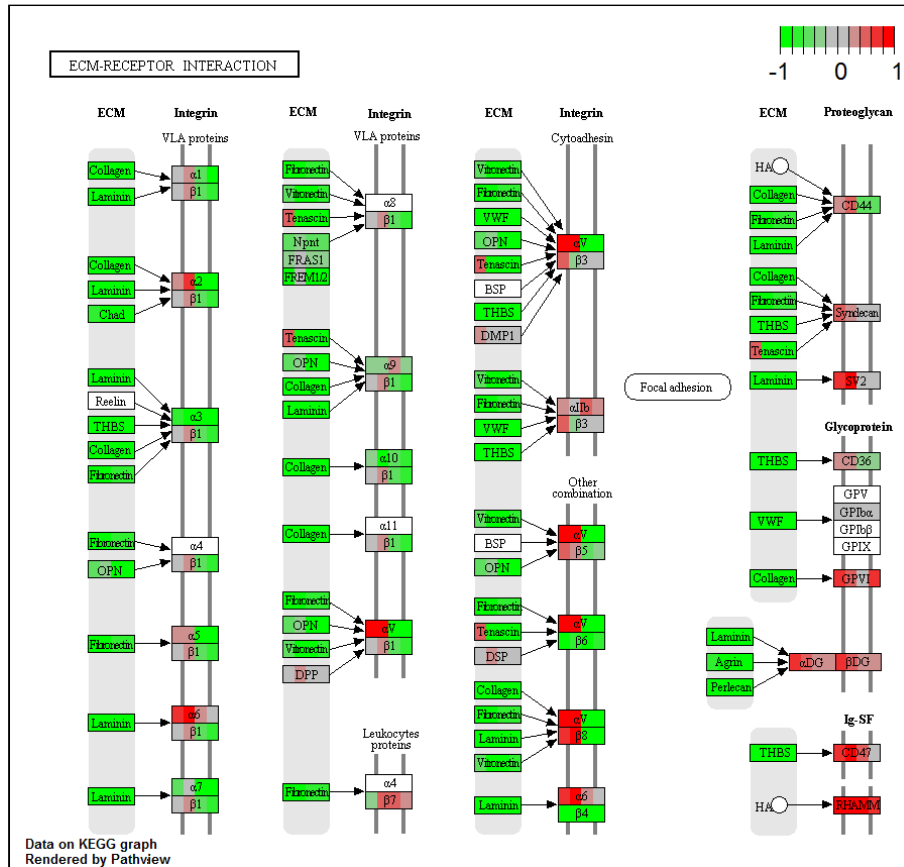 -1 0 1
ECM-RECEPTOR INTERACTION
ECM Integrin
VLA proteins
Collagen
Laminin
α1
β1
Collagen
Laminin
Chad
α2
β1
Laminin
Reelin
THBS
Collagen
Fibronectin
α3
β1
Fibronectin
OPN
α4
β1
Fibronectin
α5
β1
Laminin
α6
β1
Laminin
α7
β1
ECM Integrin
VLA proteins
Fibronectin
Vitronectin
Tenascin
Npnt
FRAS1
FREM1/2
α8
β1
Tenascin
OPN
Collagen
Laminin
α9
β1
Collagen
α10
β1
Collagen
α11
β1
Fibronectin
OPN
Vitronectin
DPP
αV
β1
Leukocytes
proteins
Fibronectin
α4
β7
ECM Integrin
Cytoadhesin
Vitronectin
Fibronectin
VWF
OPN
Tenascin
BSP
THBS
DMP1
αV
β3
Vitronectin
Fibronectin
VWF
THBS
αIIb
β3
Other
combination
Vitronectin
BSP
OPN
αV
β5
Fibronectin
Tenascin
DSP
αV
β6
Collagen
Fibronectin
Laminin
Vitronectin
αV
β8
Laminin
α6
β4
Focal adhesion
ECM Proteoglycan
HA
Collagen
Fibronectin
Laminin
CD44
Collagen
Fibronectin
THBS
Tenascin
Syndecan
Laminin
SV2
Glycoprotein
THBS
CD36
VWF
GPV
GPIbα
GPIbβ
GPIX
Collagen
GPVI
Laminin
Agrin
Perlecan
αDG βDG
Ig-SF
THBS
CD47
HA
RHAMM
Data on KEGG graph
Rendered by Pathview